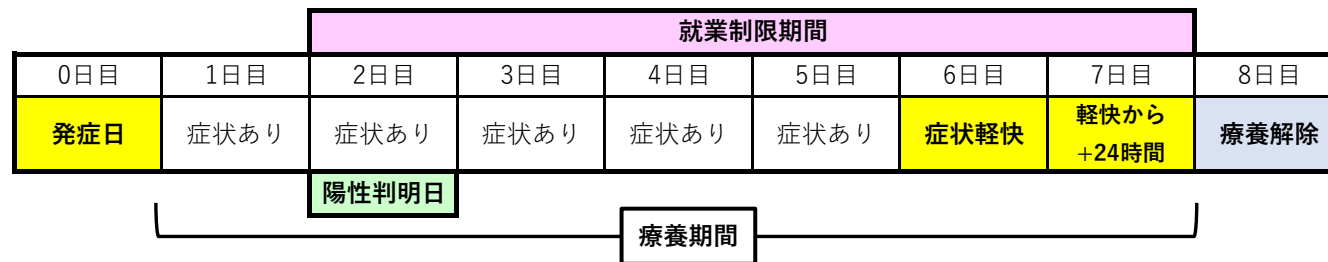 就業制限期間
0日目 1日目 2日目 3日目 4日目 5日目 6日目 7日目 8日目
発症日 症状あり 症状あり 症状あり 症状あり 症状あり 症状軽快 軽快から
+24時間 療養解除
陽性判明日
療養期間